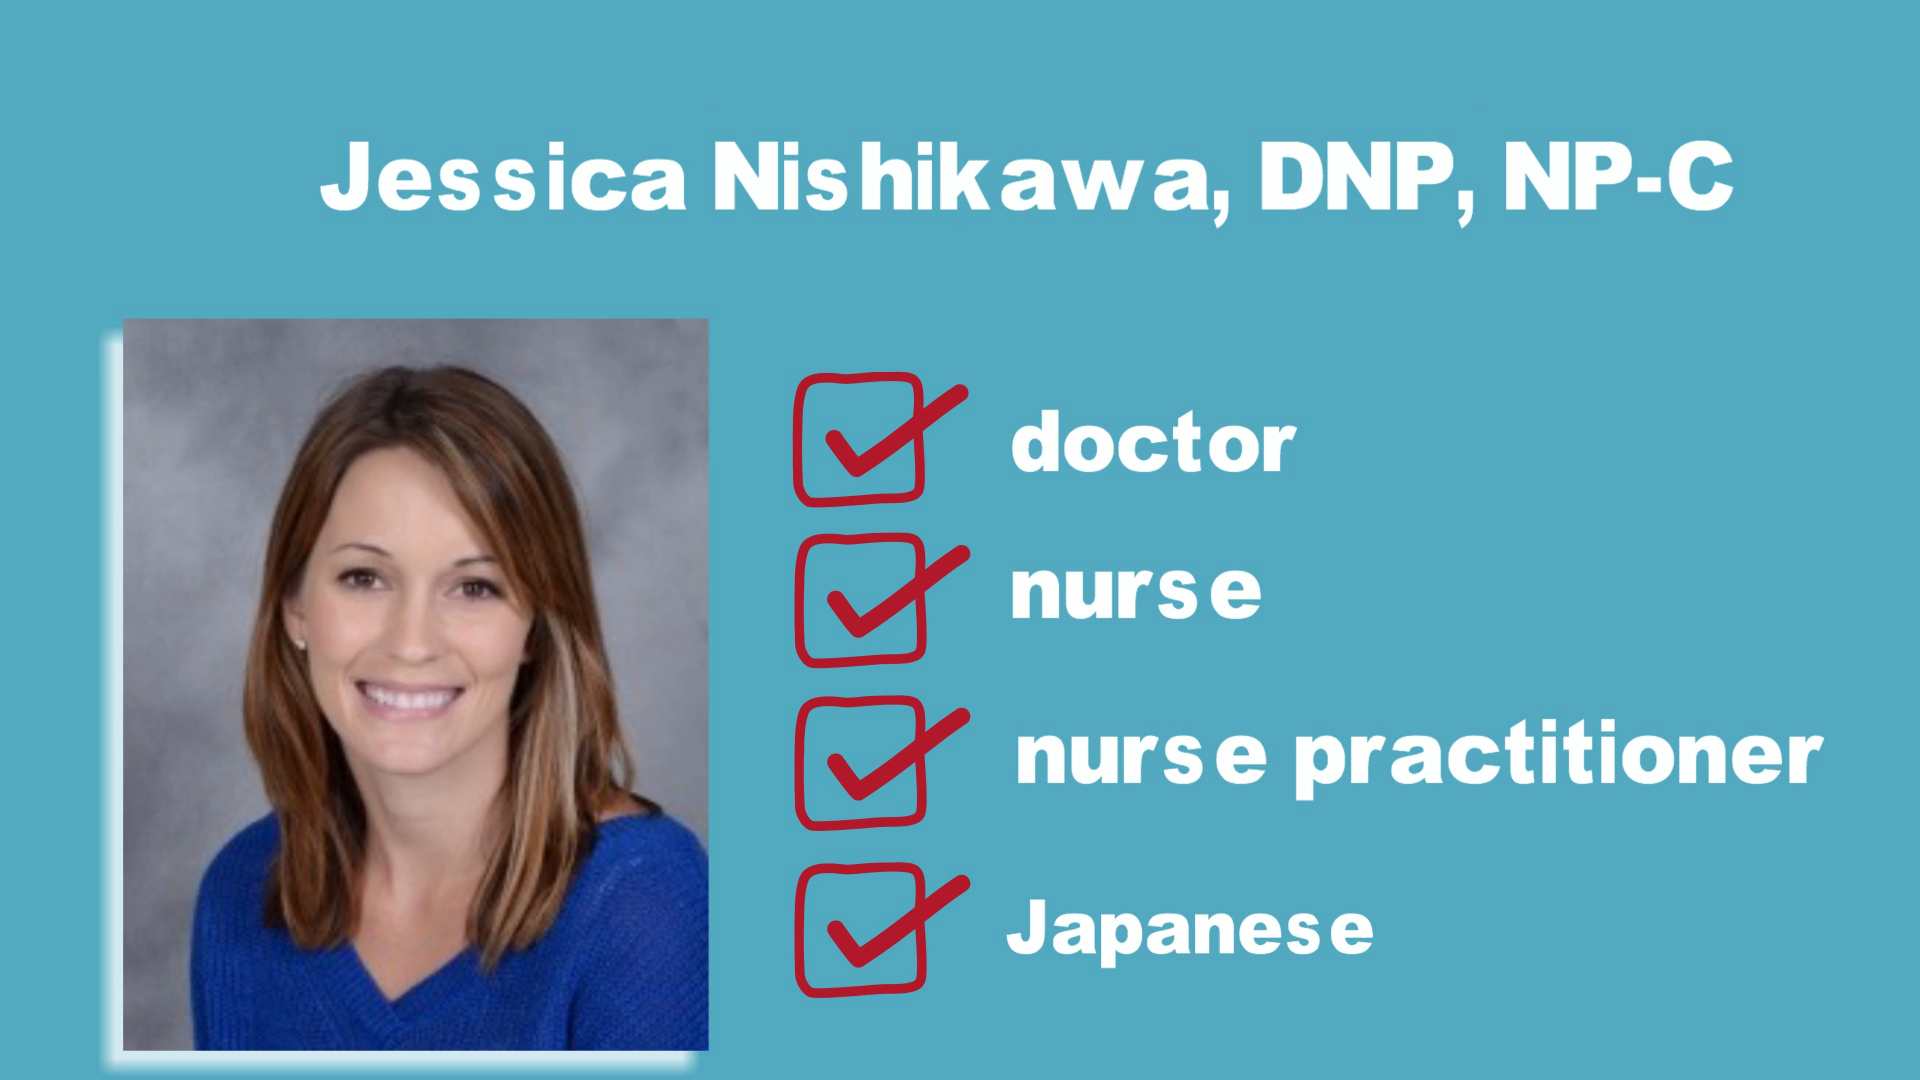 Jessica Nishikawa, DNP, NP-C
doctor
nurse
nurse practitioner
Japanese